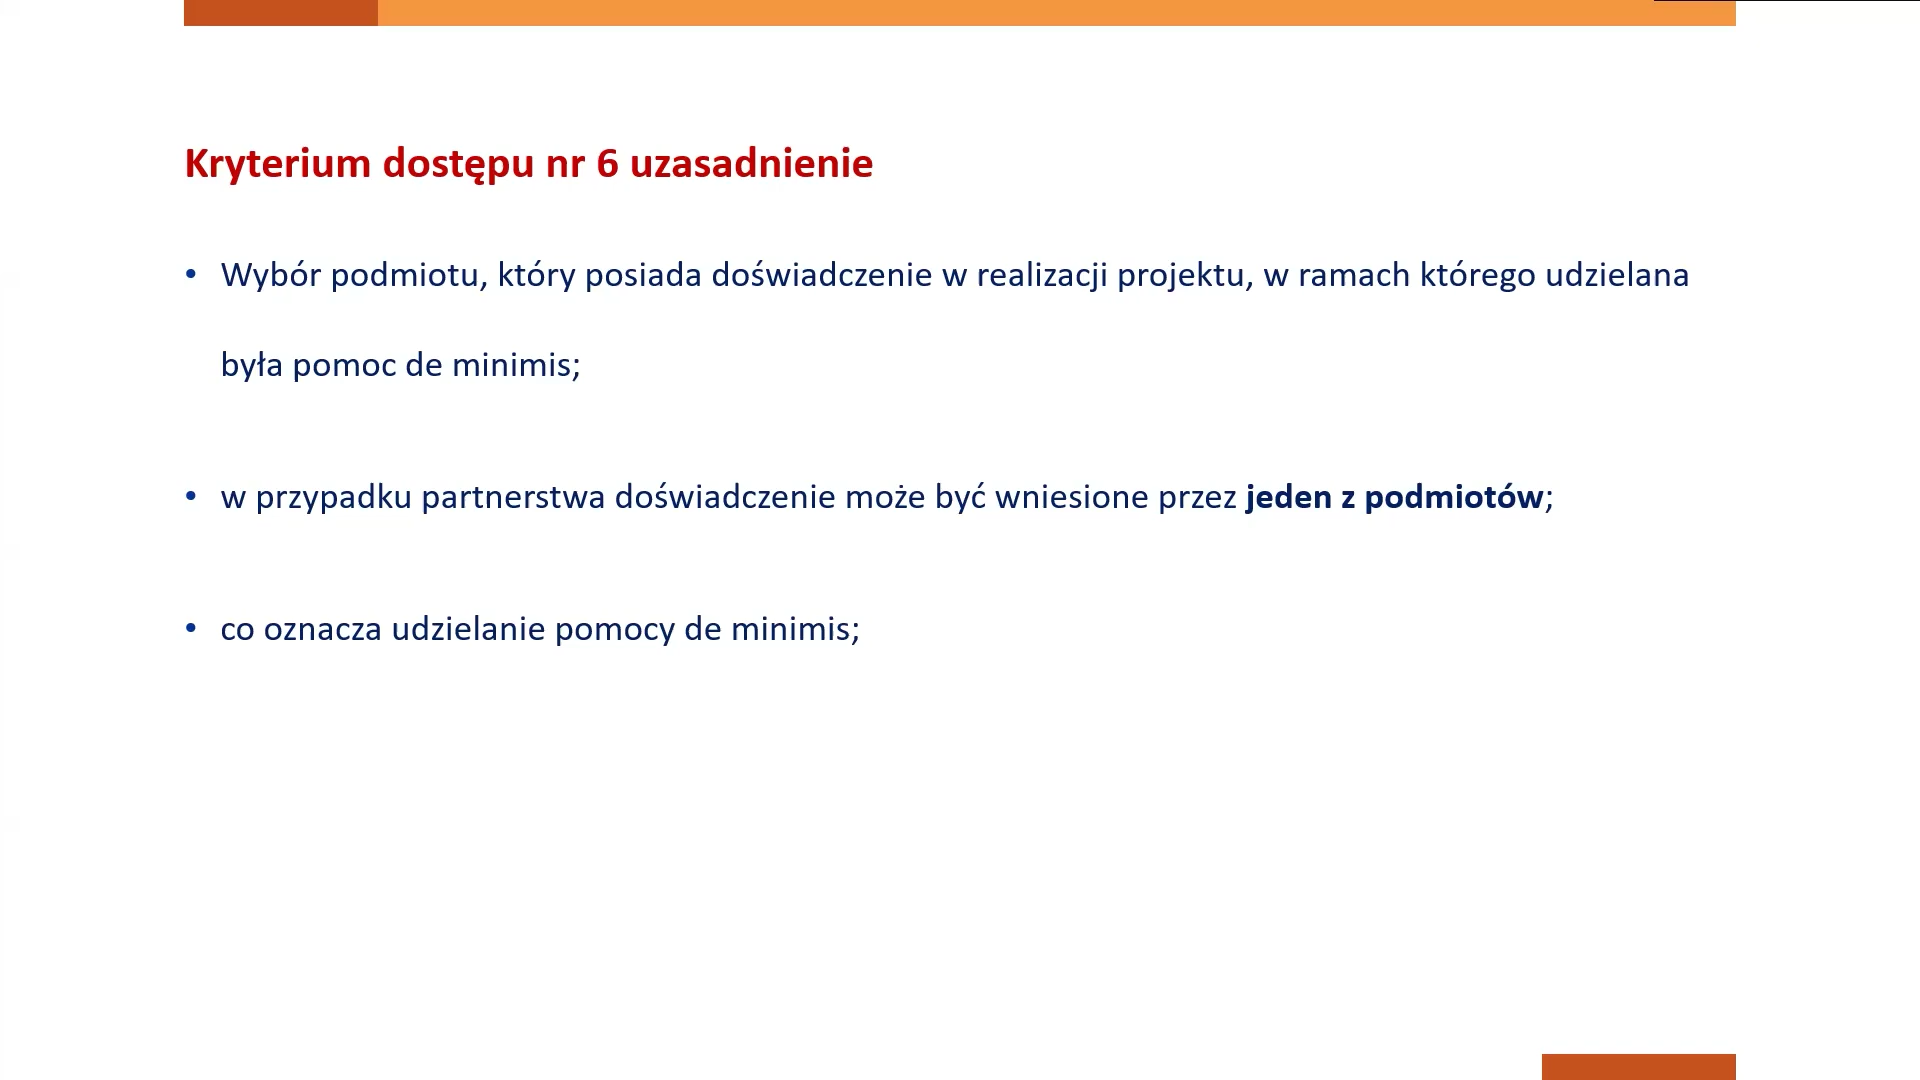 Kryterium dostępu nr 6 uzasadnienie
• Wybór podmiotu, który posiada doświadczenie w realizacji projektu, w ramach którego udzielana
była pomoc de minimis;
• w przypadku partnerstwa doświadczenie może być wniesione przez jeden z podmiotów;
• co oznacza udzielanie pomocy de minimis;